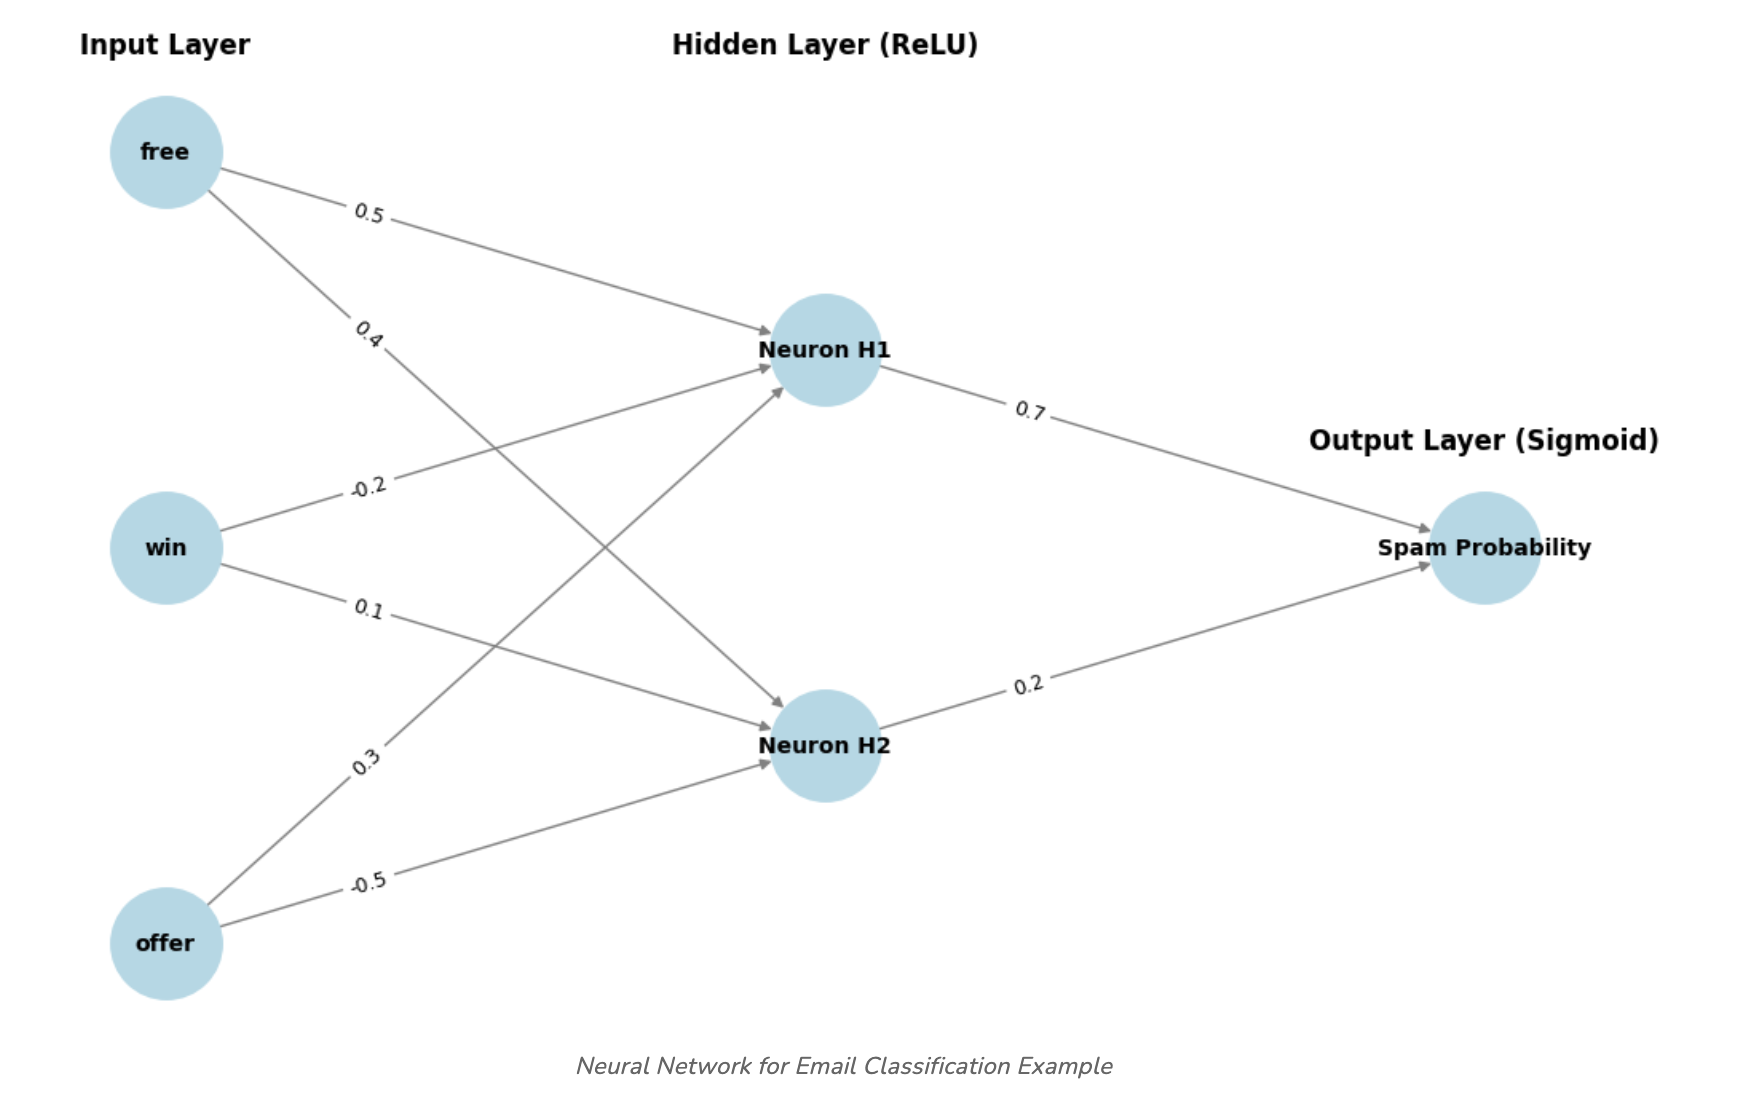 Input Layer
Hidden Layer (ReLU)
free
0.5
0.4
Neuron H1
0.7
Output Layer (Sigmoid)
-0.2
win
Spam Probability
0.1
0.2
Neuron H2
0.3
-0.5
offer
Neural Network for Email Classification Example